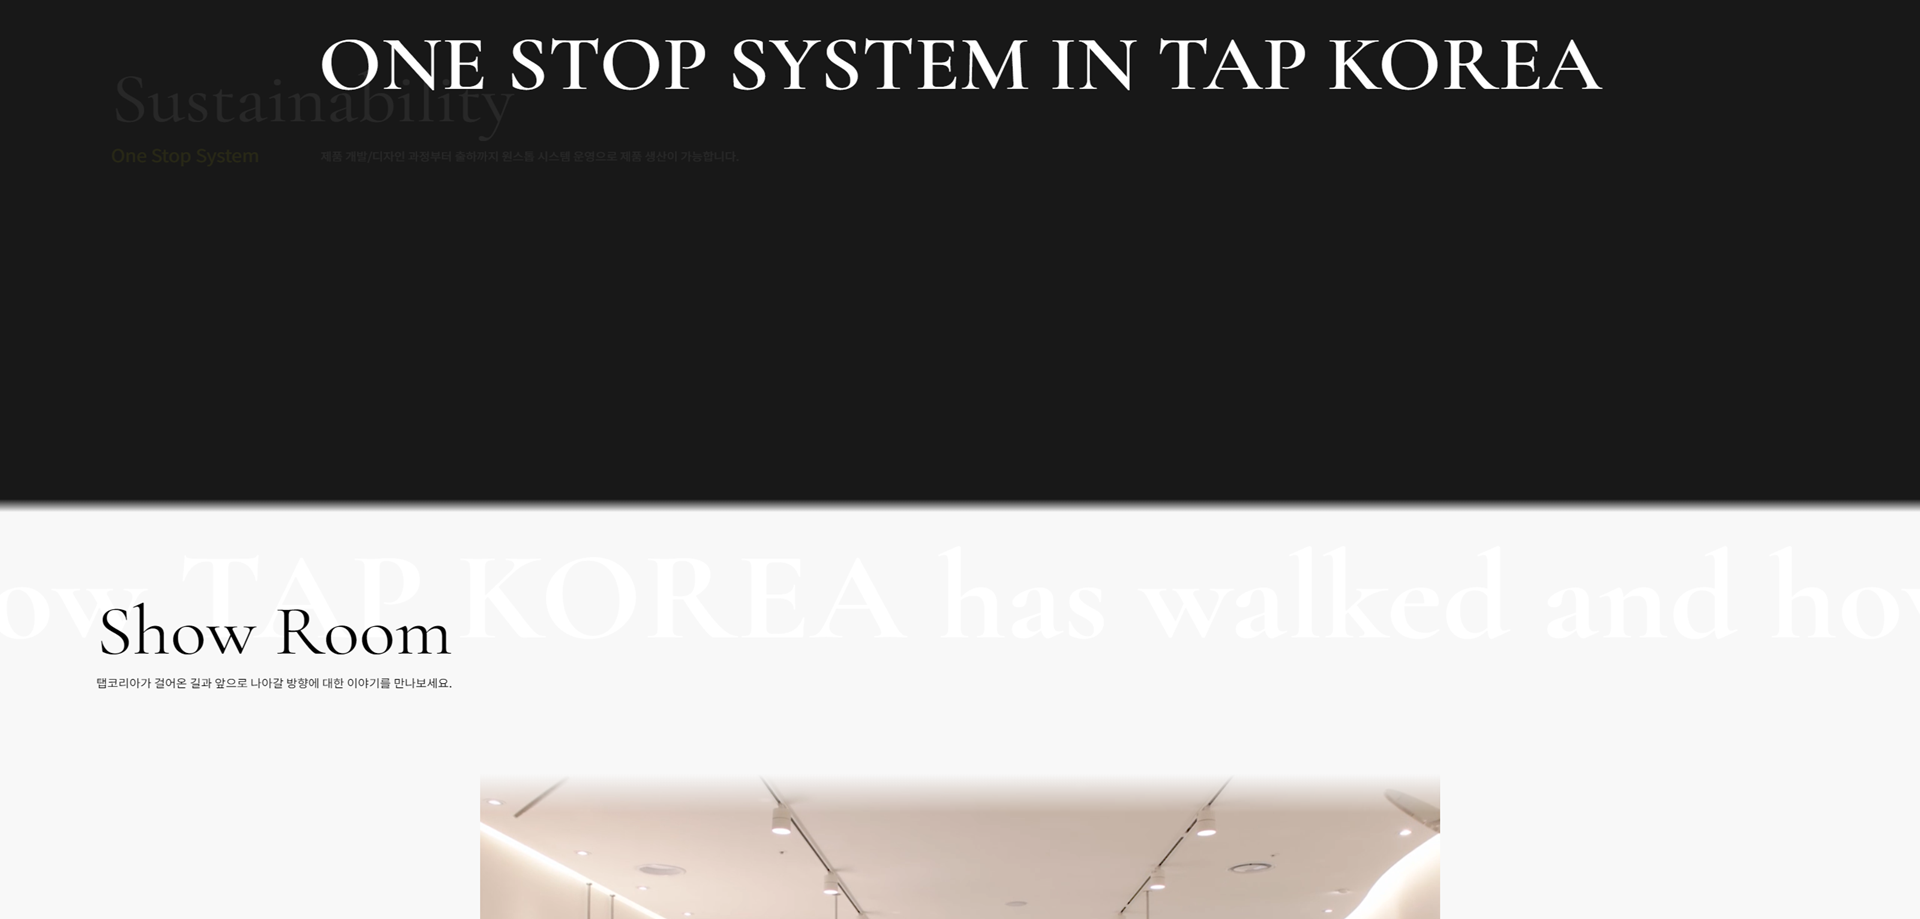 ONE STOP SYSTEM IN TAP KOREA
Sustainability
One Stop System
제품 개발/디자인 과정부터 출하까지 원스톱 시스템 운영으로 제품 생산이 가능합니다.
ow TAP KOREA has walked and how
Show Room
탭코리아가 걸어온 길과 앞으로 나아갈 방향에 대한 이야기를 만나보세요.